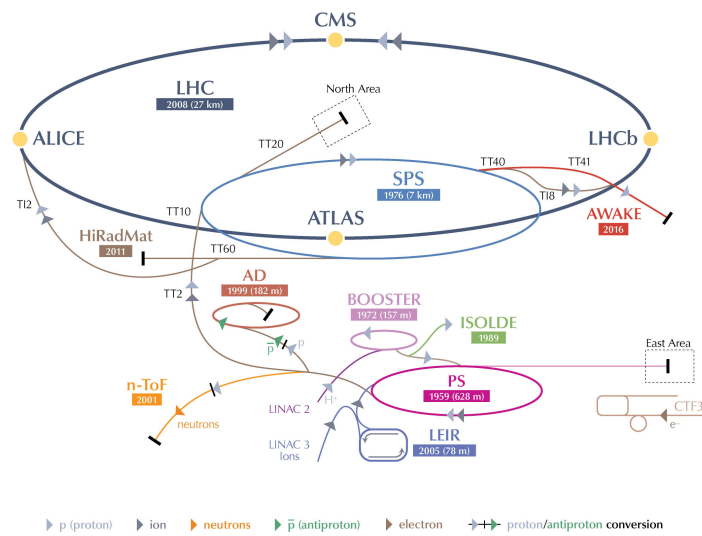 CMS
LHC
2008 (27 km)
North Area
ALICE
TT20
LHCb
TT40
TT41
SPS
1976 (7 km)
TI8
TI2
TT10
ATLAS
AWAKE
2016
HiRadMat
2011
TT60
AD
1999 (182 m)
TT2
BOOSTER
1972 (157 m)
ISOLDE
1989
p̅
p
East Area
n-ToF
2001
PS
1959 (628 m)
LINAC 2
H⁺
neutrons
CTF3
e⁻
LEIR
2005 (78 m)
LINAC 3
Ions
p (proton)
ion
neutrons
p̅ (antiproton)
electron
proton/antiproton conversion